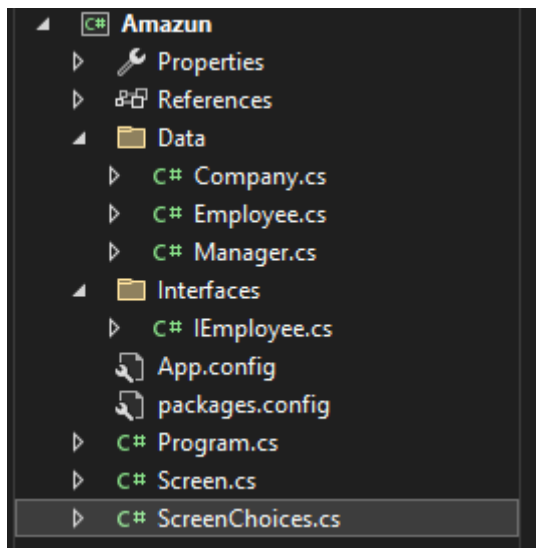 C# Amazun
Properties
References
Data
C# Company.cs
C# Employee.cs
C# Manager.cs
Interfaces
C# IEmployee.cs
App.config
packages.config
C# Program.cs
C# Screen.cs
C# ScreenChoices.cs